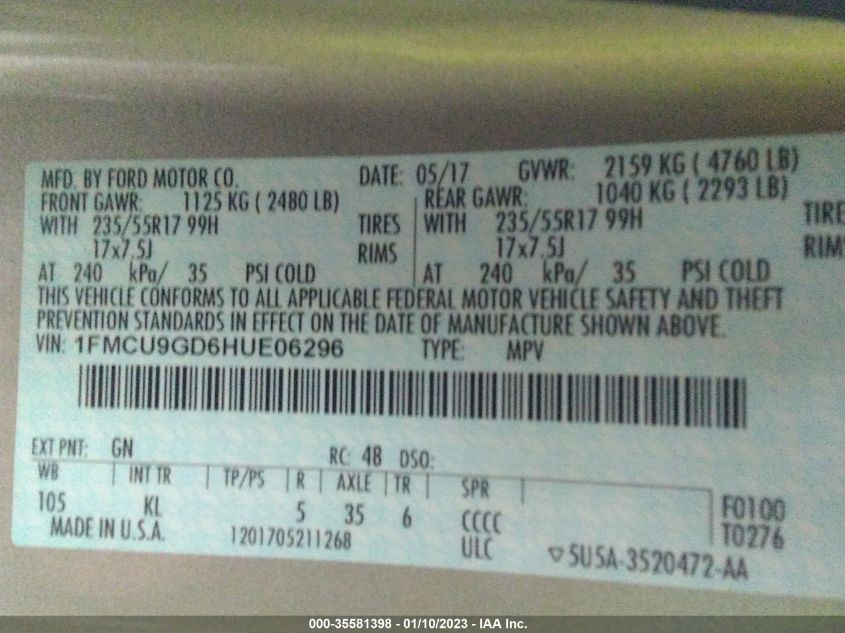 MFD. BY FORD MOTOR CO. DATE: 05/17 GVWR: 2159 KG ( 4760 LB)
FRONT GAWR: 1125 KG ( 2480 LB) REAR GAWR: 1040 KG ( 2293 LB)
WITH 235/55R17 99H TIRES WITH 235/55R17 99H TIRE
17x7.5J RIMS 17x7.5J RIM
AT 240 kPa/ 35 PSI COLD AT 240 kPa/ 35 PSI COLD
THIS VEHICLE CONFORMS TO ALL APPLICABLE FEDERAL MOTOR VEHICLE SAFETY AND THEFT
PREVENTION STANDARDS IN EFFECT ON THE DATE OF MANUFACTURE SHOWN ABOVE.
VIN: 1FMCU9GD6HUE06296 TYPE: MPV
EXT PNT: GN RC: 48 DSO:
WB INT TR TP/PS R AXLE TR SPR
105 KL 5 35 6 CCCC F0100
MADE IN U.S.A. 1201705211268 ULC T0276
▽5U5A-3520472-AA
000-35581398 - 01/10/2023 - IAA Inc.